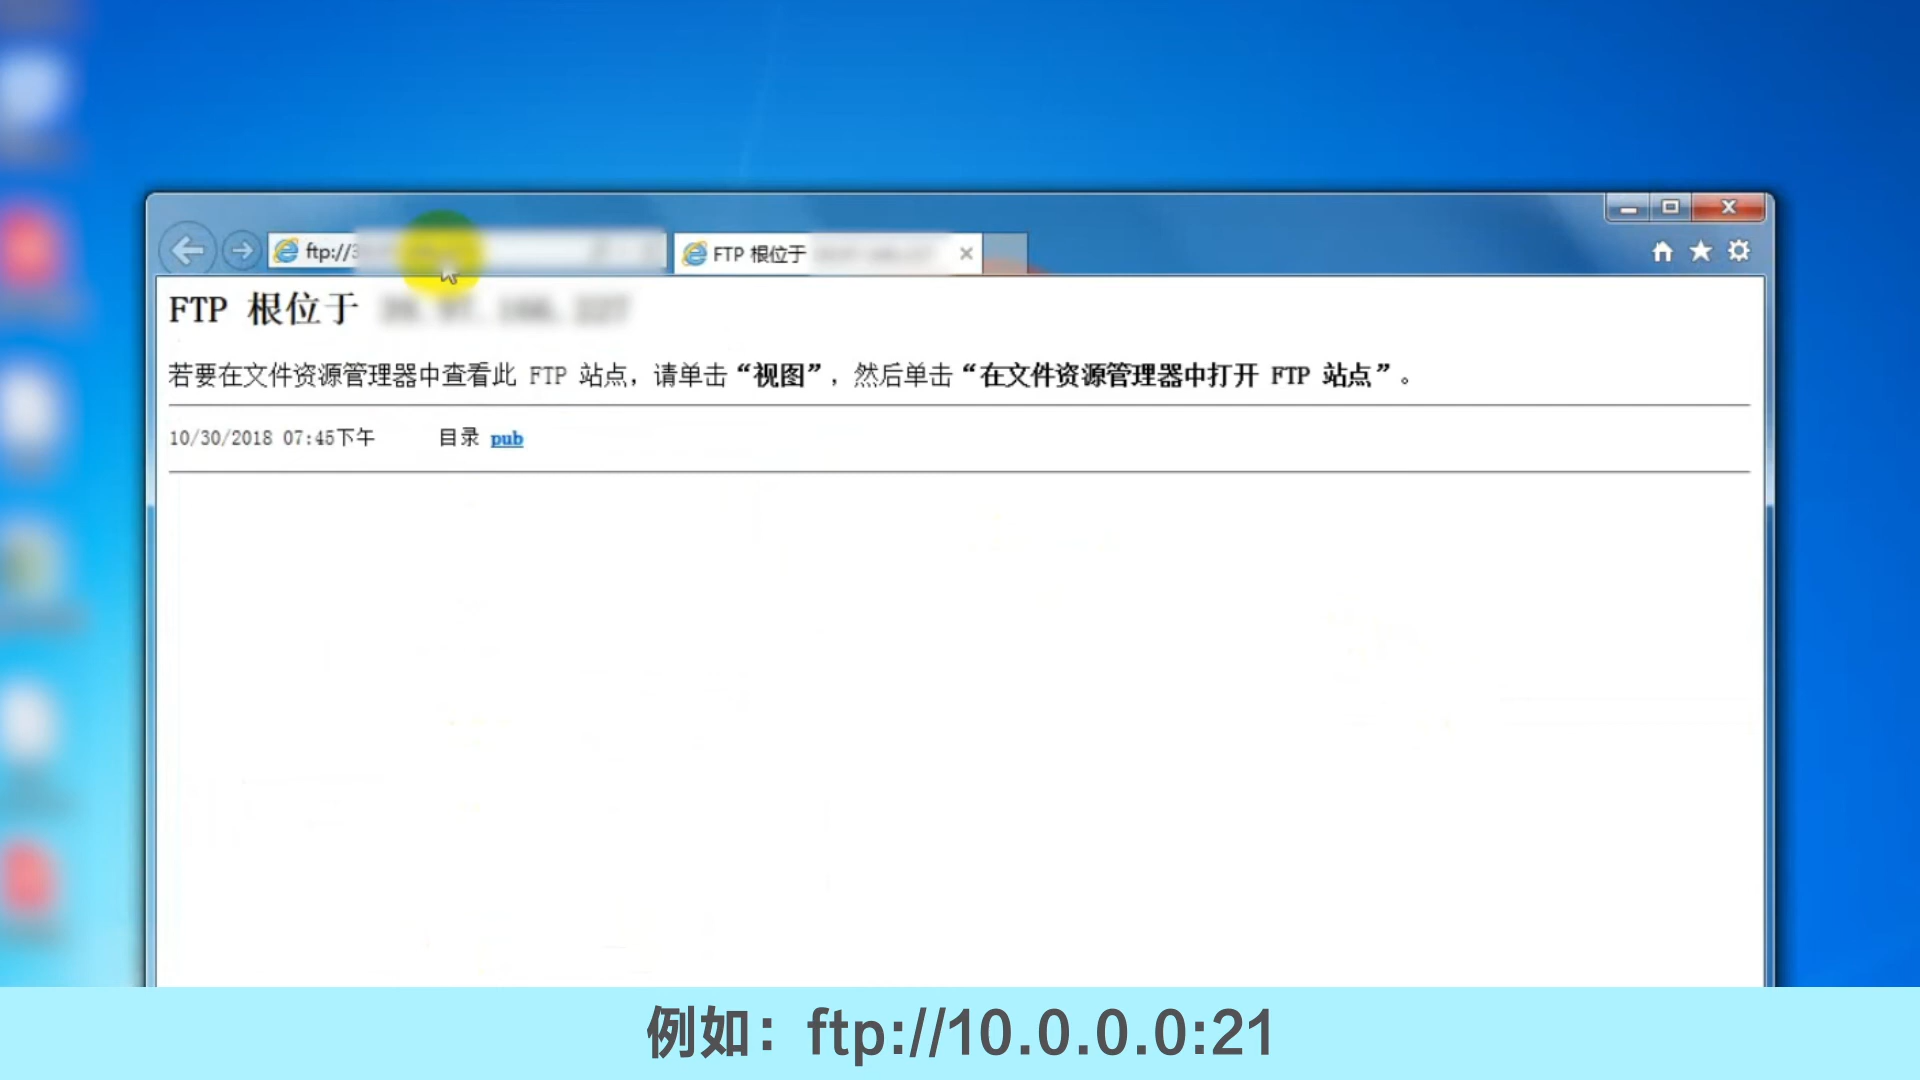 ftp://3
FTP 根位于
FTP 根位于
若要在文件资源管理器中查看此 FTP 站点，请单击“视图”，然后单击“在文件资源管理器中打开 FTP 站点”。
10/30/2018 07:45下午 目录 pub
例如：ftp://10.0.0.0:21